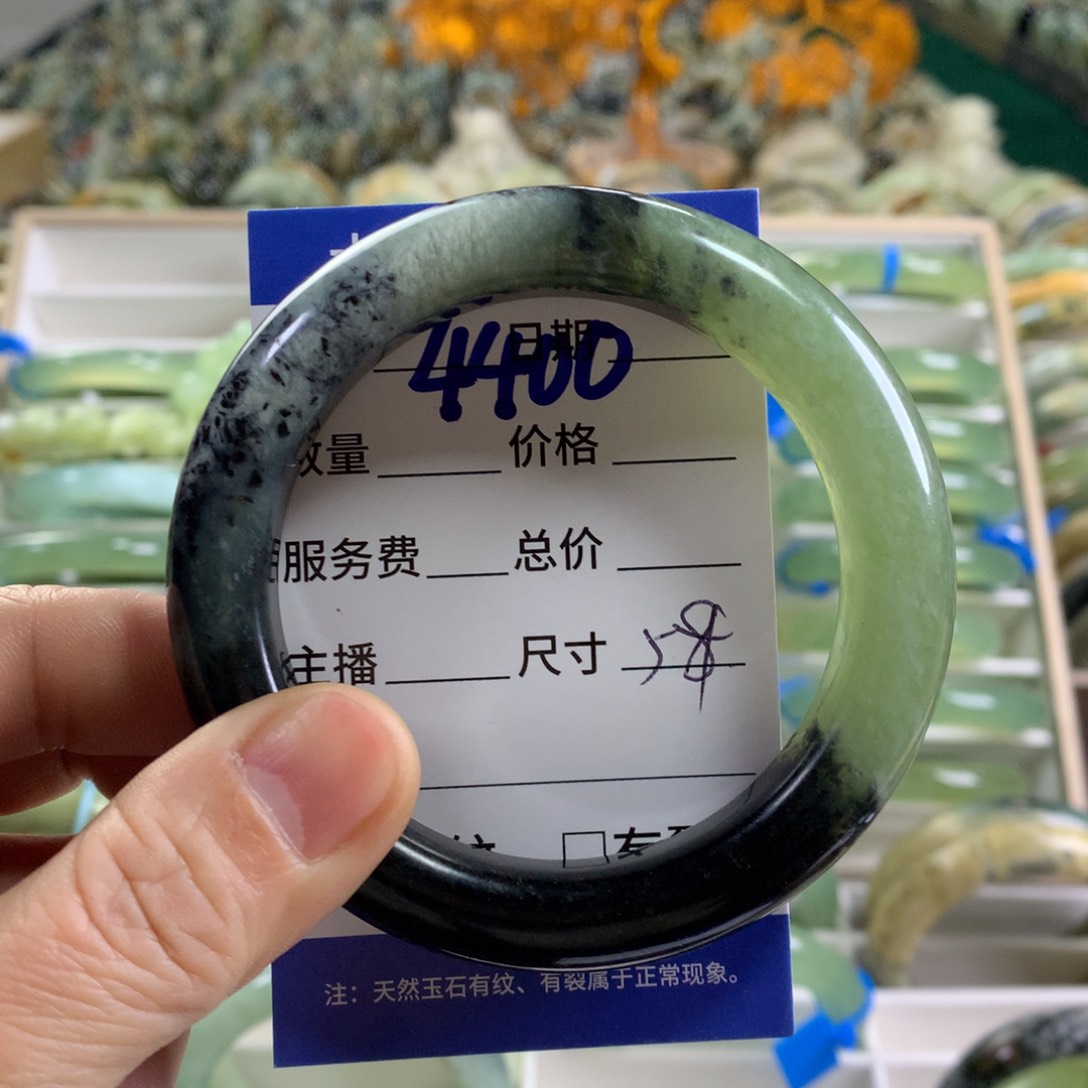 4400
日期
数量 价格
服务费 总价
主播 尺寸 58
注：天然玉石有纹、有裂属于正常现象。